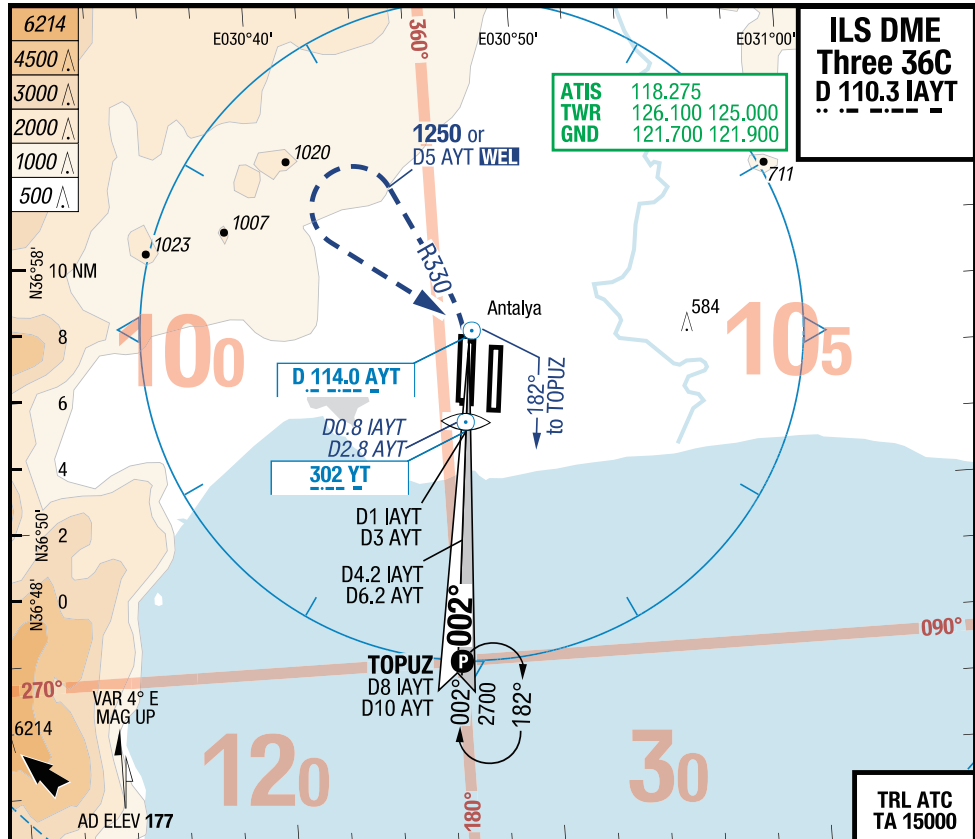 6214
4500
3000
2000
1000
500
E030°40'
360°
E030°50'
E031°00'
ILS DME
Three 36C
D 110.3 IAYT
ATIS 118.275
TWR 126.100 125.000
GND 121.700 121.900
1250 or
D5 AYT WEL
1020
711
1007
1023
R330
N36°58'
10 NM
Antalya
584
8
100
105
D 114.0 AYT
182°
to TOPUZ
6
D0.8 IAYT
D2.8 AYT
302 YT
4
D1 IAYT
D3 AYT
N36°50'
2
D4.2 IAYT
D6.2 AYT
N36°48'
0
002°
090°
TOPUZ
P
D8 IAYT
D10 AYT
002°
2700
182°
270°
VAR 4° E
MAG UP
6214
120
30
180°
AD ELEV 177
TRL ATC
TA 15000